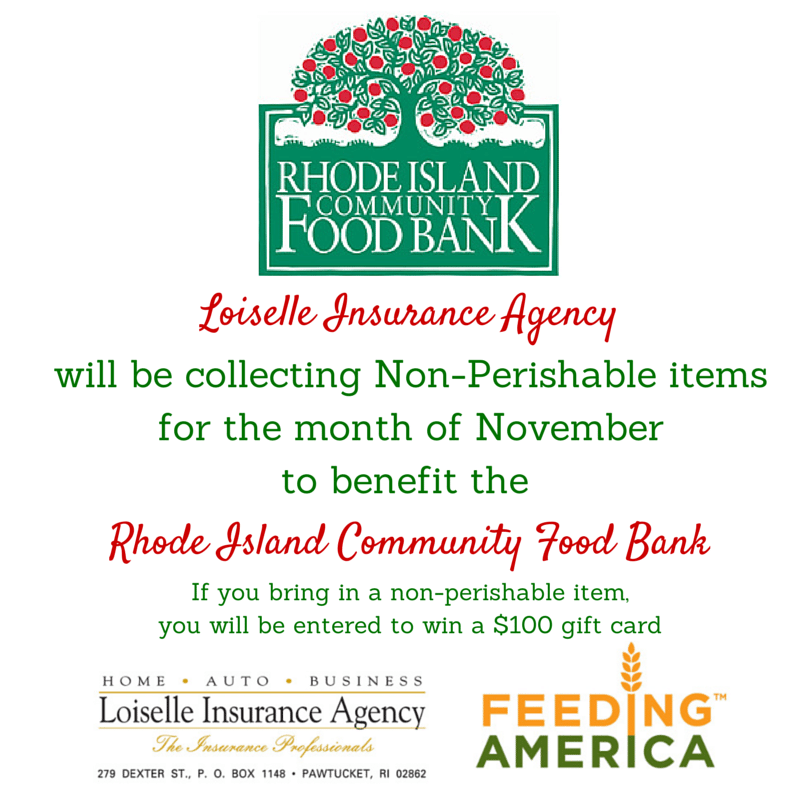 RHODE ISLAND
COMMUNITY
FOOD BANK
Loiselle Insurance Agency
will be collecting Non-Perishable items
for the month of November
to benefit the
Rhode Island Community Food Bank
If you bring in a non-perishable item,
you will be entered to win a $100 gift card
HOME • AUTO • BUSINESS
Loiselle Insurance Agency
The Insurance Professionals
279 DEXTER ST., P. O. BOX 1148 • PAWTUCKET, RI 02862
FEEDING™
AMERICA